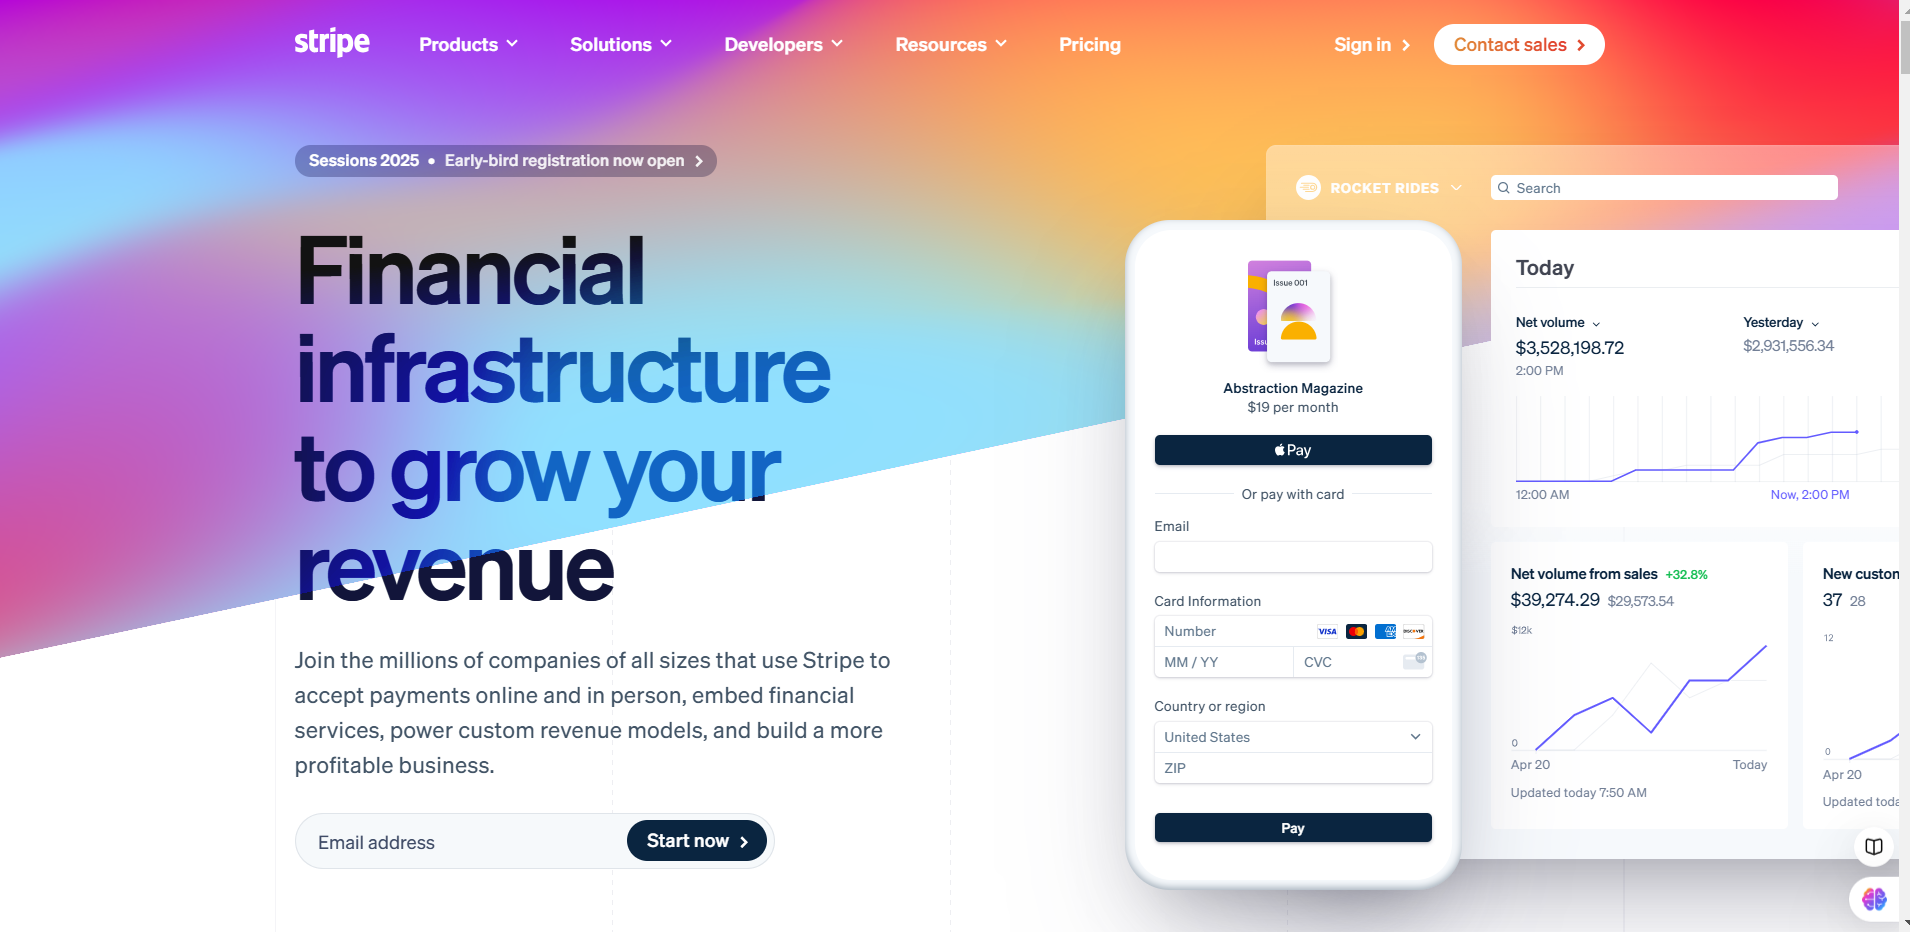 stripe Products Solutions Developers Resources Pricing Sign in Contact sales
Sessions 2025 • Early-bird registration now open
Financial
infrastructure
to grow your
revenue
Join the millions of companies of all sizes that use Stripe to
accept payments online and in person, embed financial
services, power custom revenue models, and build a more
profitable business.
Email address Start now
Issue 001
Abstraction Magazine
$19 per month
Pay
Or pay with card
Email
Card Information
Number VISA DISCOVER
MM / YY CVC
Country or region
United States
ZIP
Pay
ROCKET RIDES Search
Today
Net volume Yesterday
$3,528,198.72 $2,931,556.34
2:00 PM
12:00 AM Now, 2:00 PM
Net volume from sales +32.8%
$39,274.29 $29,573.54
$12k
0
Apr 20 Today
Updated today 7:50 AM
New custon
37 28
12
0
Apr 20
Updated toda